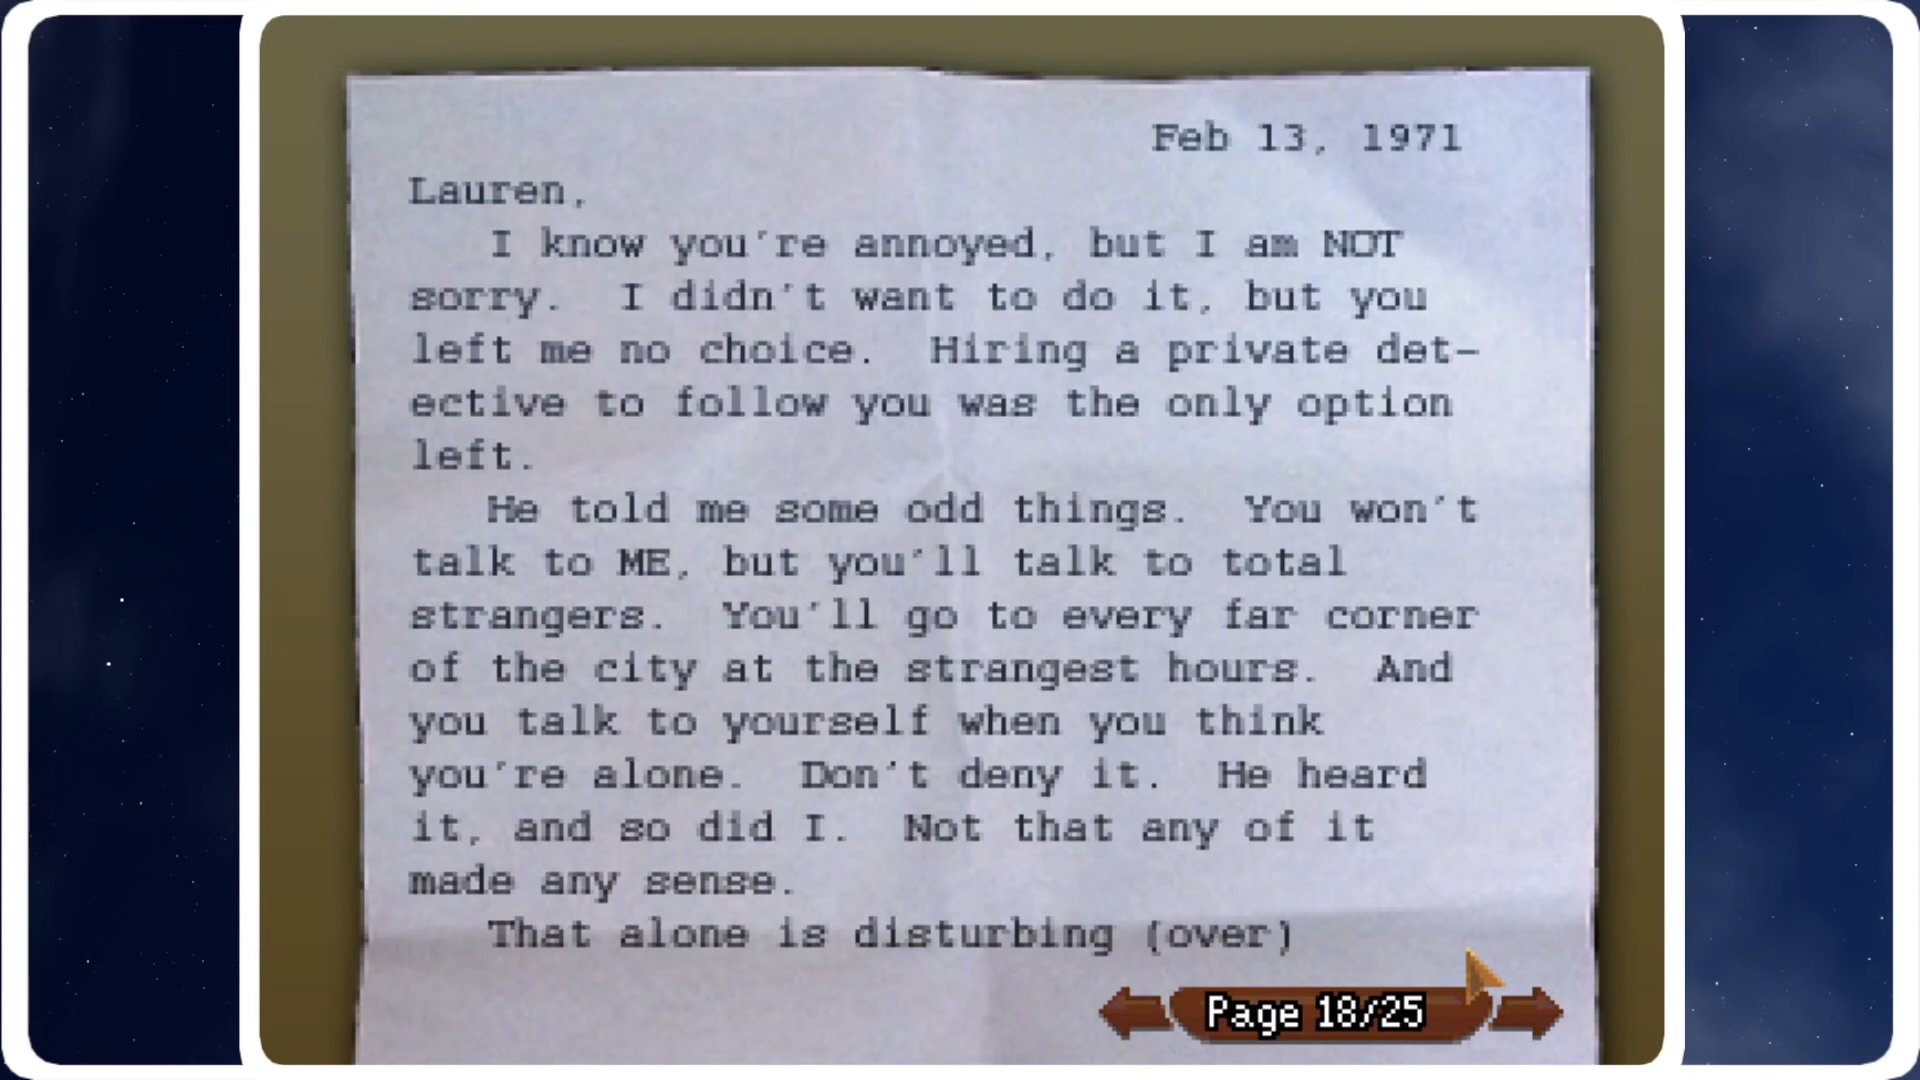 Feb 13, 1971
Lauren,
I know you're annoyed, but I am NOT
sorry. I didn't want to do it, but you
left me no choice. Hiring a private det-
ective to follow you was the only option
left.
He told me some odd things. You won't
talk to ME, but you'll talk to total
strangers. You'll go to every far corner
of the city at the strangest hours. And
you talk to yourself when you think
you're alone. Don't deny it. He heard
it, and so did I. Not that any of it
made any sense.
That alone is disturbing (over)
Page 18/25